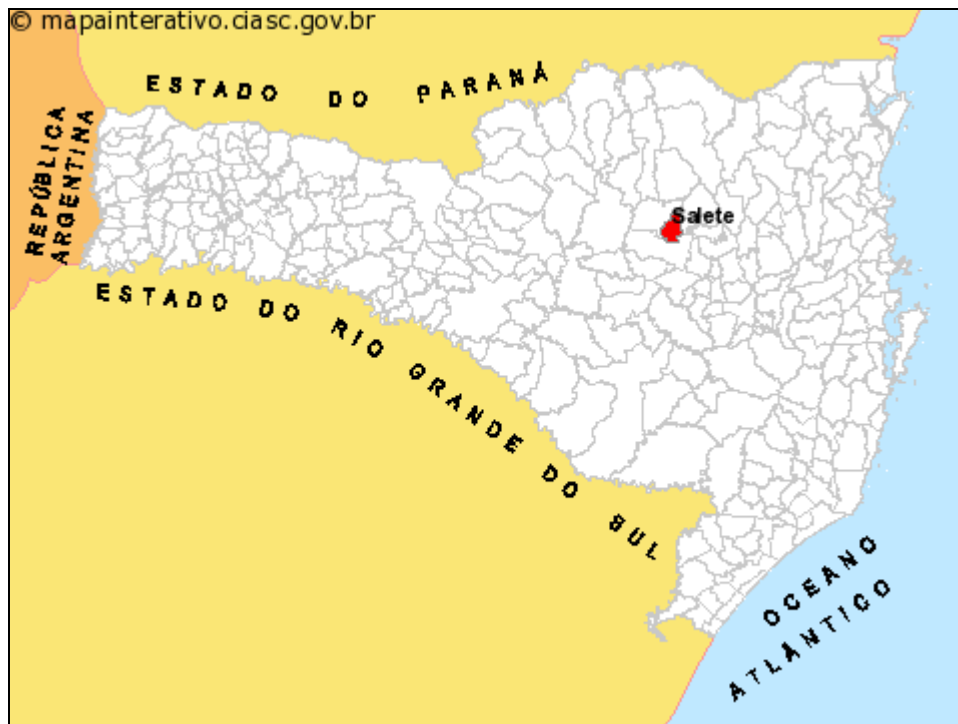 © mapainterativo.ciasc.gov.br
ESTADO DO PARANÁ
REPÚBLICA
ARGENTINA
Salete
ESTADO DO RIO GRANDE DO SUL
OCEANO
ATLÂNTICO